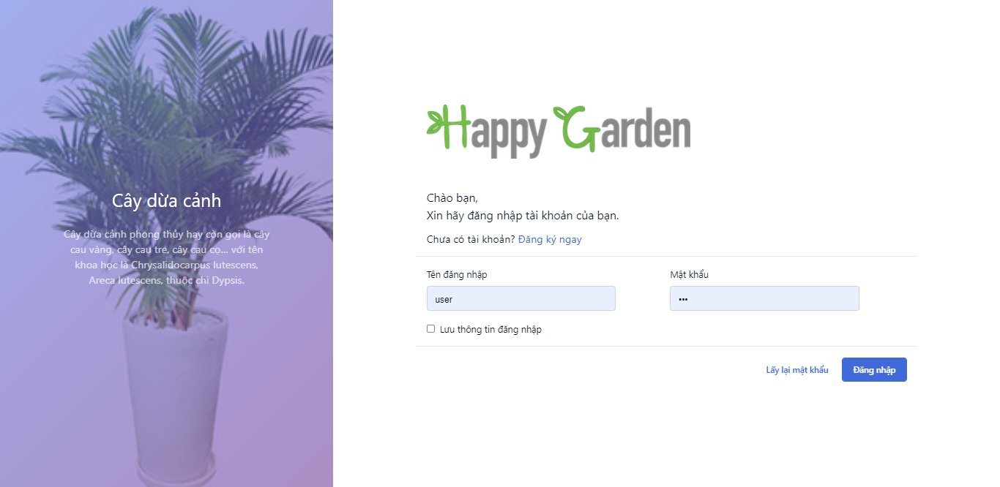 Cây dừa cảnh
Cây dừa cảnh phong thủy hay còn gọi là cây
cau vàng, cây cau tre, cây cau cọ... với tên
khoa học là Chrysalidocarpus lutescens,
Areca lutescens, thuộc chi Dypsis.
Happy Garden
Chào bạn,
Xin hãy đăng nhập tài khoản của bạn.
Chưa có tài khoản? Đăng ký ngay
Tên đăng nhập
Mật khẩu
user
•••
Lưu thông tin đăng nhập
Lấy lại mật khẩu
Đăng nhập